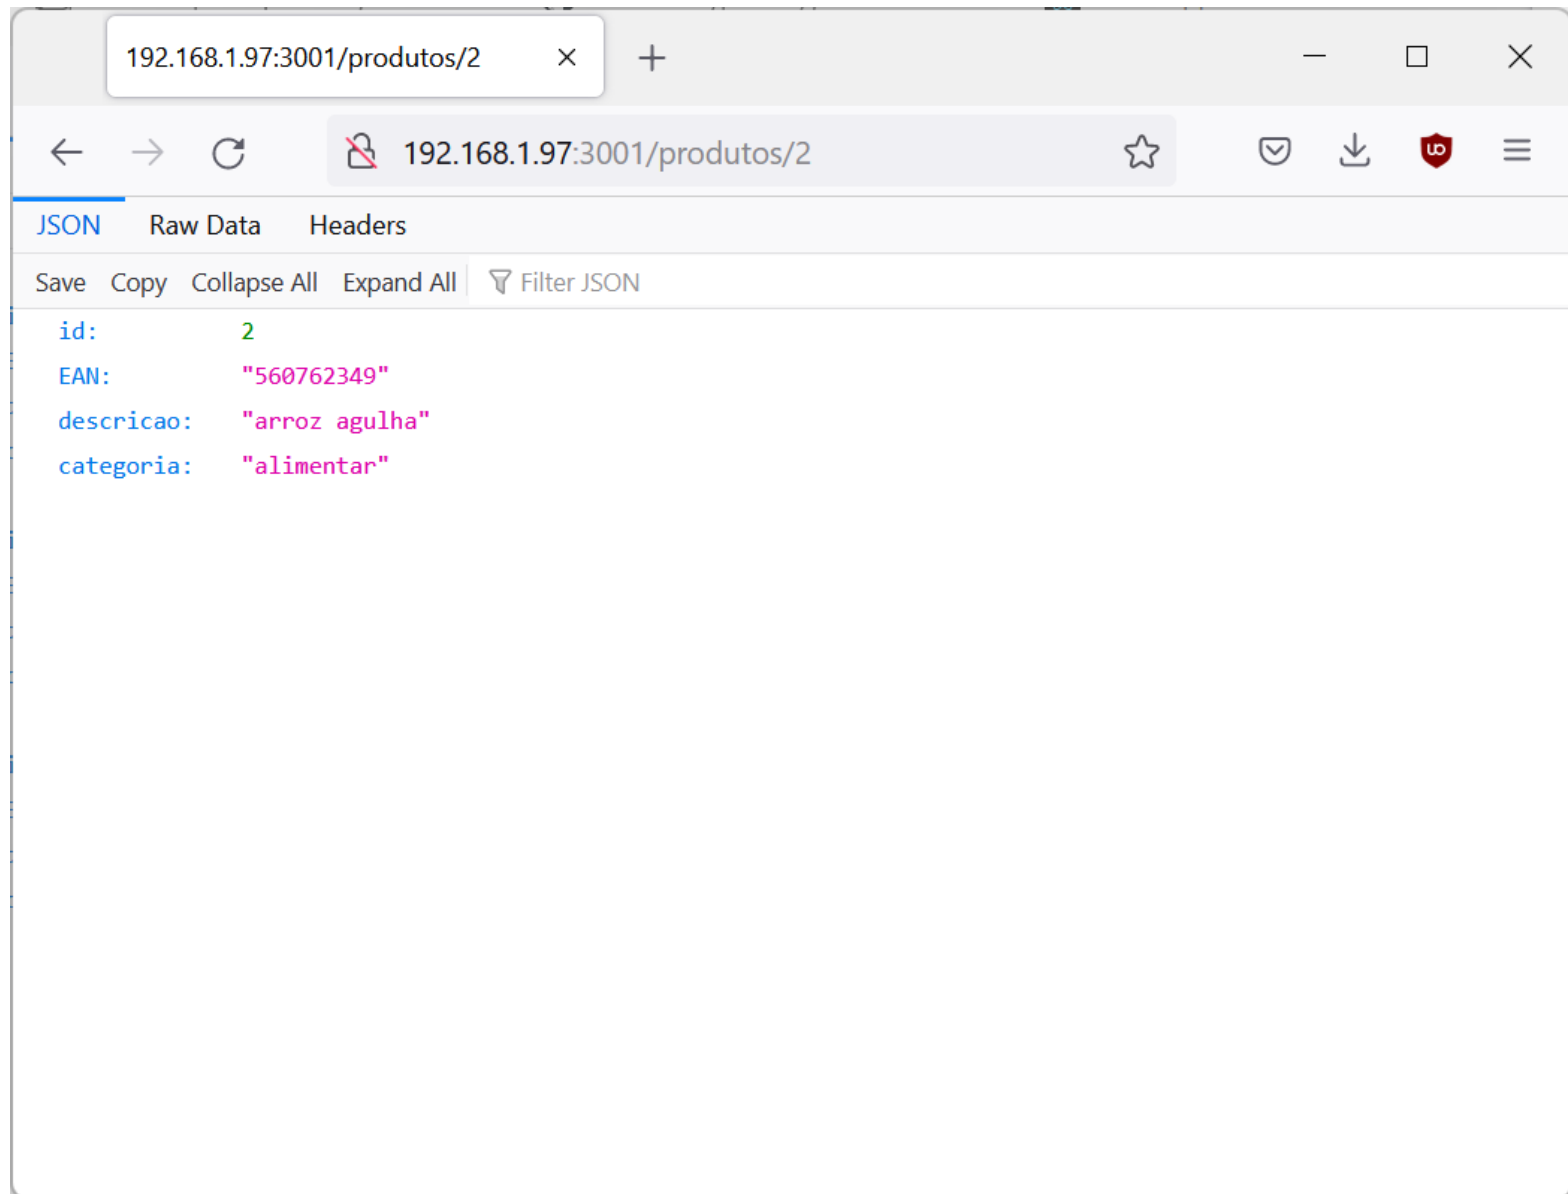 192.168.1.97:3001/produtos/2
192.168.1.97:3001/produtos/2
JSON Raw Data Headers
Save Copy Collapse All Expand All Filter JSON
id: 2
EAN: "560762349"
descricao: "arroz agulha"
categoria: "alimentar"